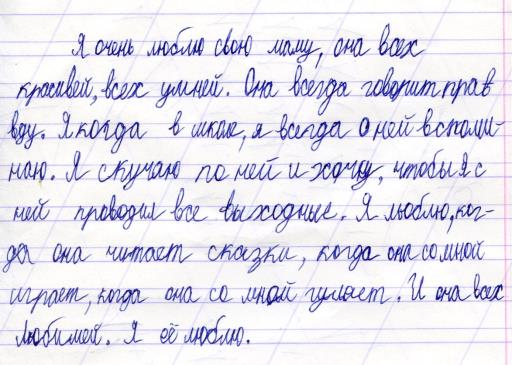 Я очень люблю свою маму, она всех
красивей, всех умней. Она всегда говорит прав
вду. Я когда в школе, я всегда о ней вспоми-
наю. Я скучаю по ней и хочу, чтобы я с
ней проводил все выходные. Я люблю, ког-
да она читает сказки, когда она со мной
играет, когда она со мной гуляет. И она всех
любимей. Я её люблю.